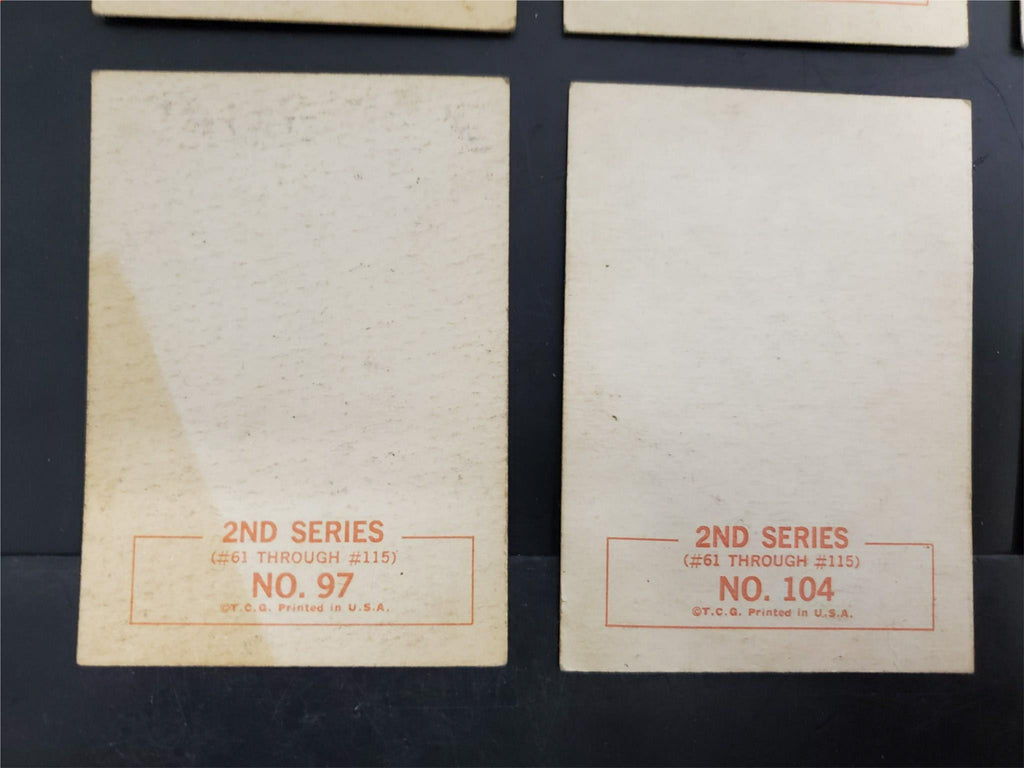 2ND SERIES
(#61 THROUGH #115)
NO. 97
©T.C.G. Printed in U.S.A.
2ND SERIES
(#61 THROUGH #115)
NO. 104
©T.C.G. Printed in U.S.A.